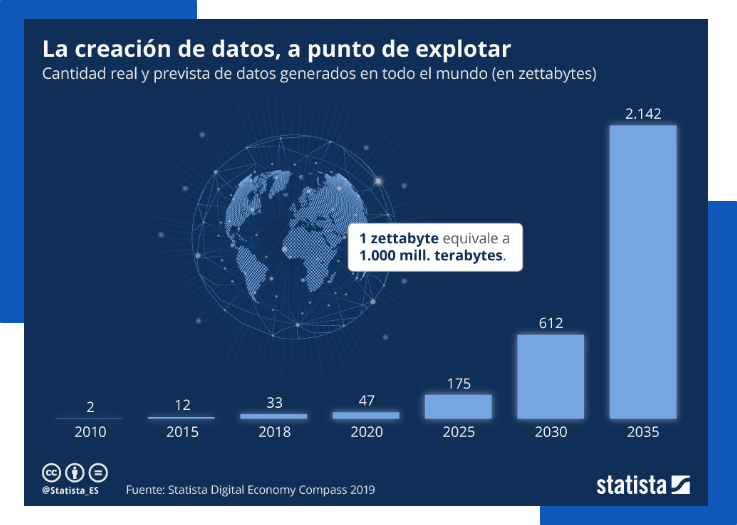 La creación de datos, a punto de explotar
Cantidad real y prevista de datos generados en todo el mundo (en zettabytes)
2.142
1 zettabyte equivale a
1.000 mill. terabytes.
612
175
47
33
12
2
2010 2015 2018 2020 2025 2030 2035
cc
@Statista_ES
Fuente: Statista Digital Economy Compass 2019
statista